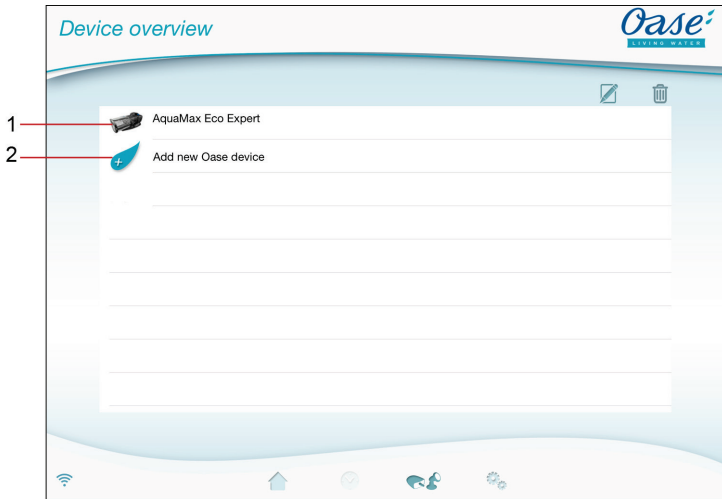 Device overview
Oase
LIVING WATER
1
AquaMax Eco Expert
2
Add new Oase device